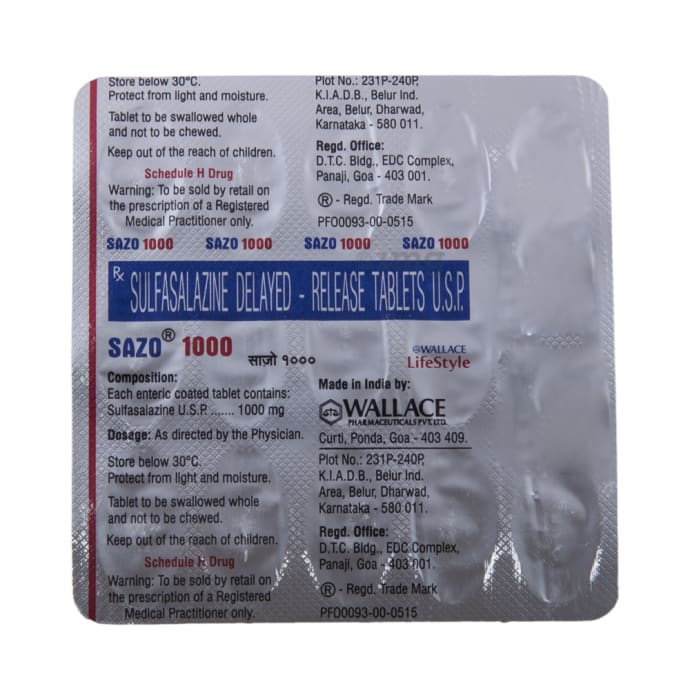 Store below 30°C.
Protect from light and moisture.
Tablet to be swallowed whole
and not to be chewed.
Keep out of the reach of children.
Schedule H Drug
Warning: To be sold by retail on
the prescription of a Registered
Medical Practitioner only.
Plot No.: 231P-240P,
K.I.A.D.B., Belur Ind.
Area, Belur, Dharwad,
Karnataka - 580 011.
Regd. Office:
D.T.C. Bldg., EDC Complex,
Panaji, Goa - 403 001.
® - Regd. Trade Mark
PFO0093-00-0515
SAZO 1000 SAZO 1000 SAZO 1000 SAZO 1000
Rx SULFASALAZINE DELAYED - RELEASE TABLETS U.S.P.
SAZO® 1000
साज़ो १०००
WALLACE
LifeStyle
Composition:
Each enteric coated tablet contains:
Sulfasalazine U.S.P. ....... 1000 mg
Dosage: As directed by the Physician.
Store below 30°C.
Protect from light and moisture.
Tablet to be swallowed whole
and not to be chewed.
Keep out of the reach of children.
Schedule H Drug
Warning: To be sold by retail on
the prescription of a Registered
Medical Practitioner only.
Made in India by:
WALLACE
PHARMACEUTICALS PVT. LTD.
Curti, Ponda, Goa - 403 409.
Plot No.: 231P-240P,
K.I.A.D.B., Belur Ind.
Area, Belur, Dharwad,
Karnataka - 580 011.
Regd. Office:
D.T.C. Bldg., EDC Complex,
Panaji, Goa - 403 001.
® - Regd. Trade Mark
PFO0093-00-0515